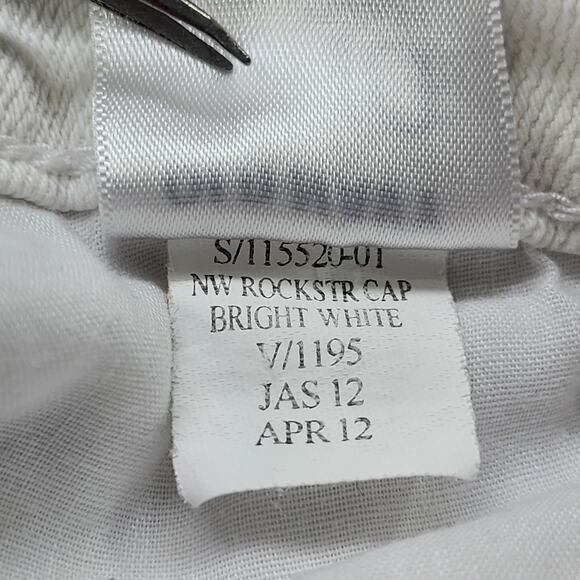 S/115520-01
NW ROCKSTR CAP
BRIGHT WHITE
V/1195
JAS 12
APR 12